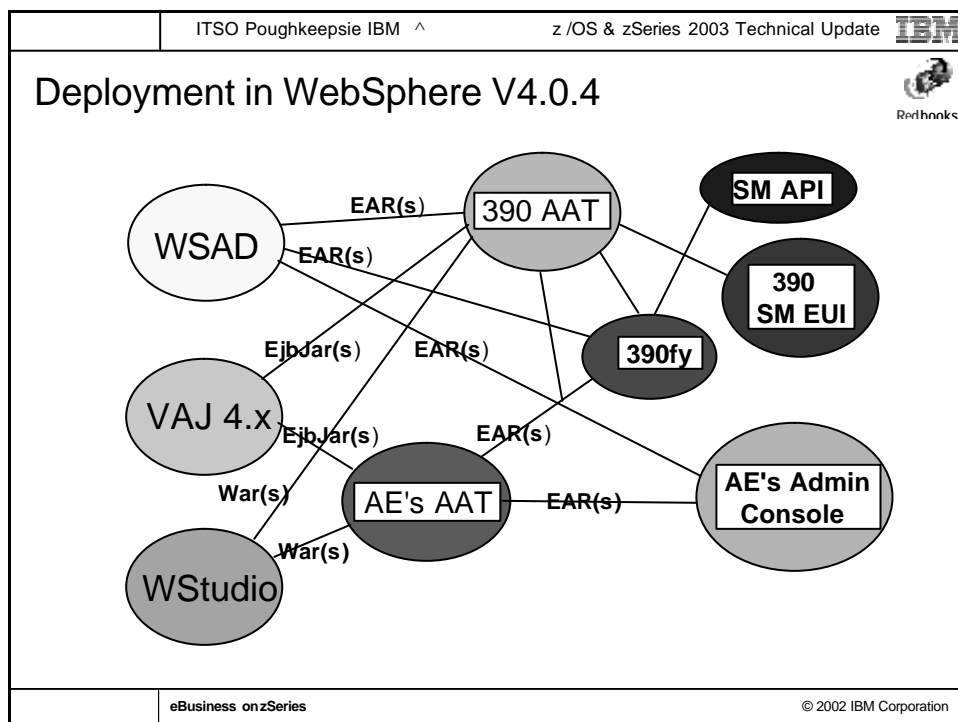 ITSO Poughkeepsie IBM ^
z /OS & zSeries 2003 Technical Update
IBM
Deployment in WebSphere V4.0.4
Redbooks
SM API
EAR(s)
390 AAT
WSAD
EAR(s)
390
SM EUI
EjbJar(s)
EAR(s)
390fy
VAJ 4.x
EjbJar(s)
EAR(s)
War(s)
AE's AAT
EAR(s)
AE's Admin
Console
War(s)
WStudio
eBusiness onzSeries
© 2002 IBM Corporation